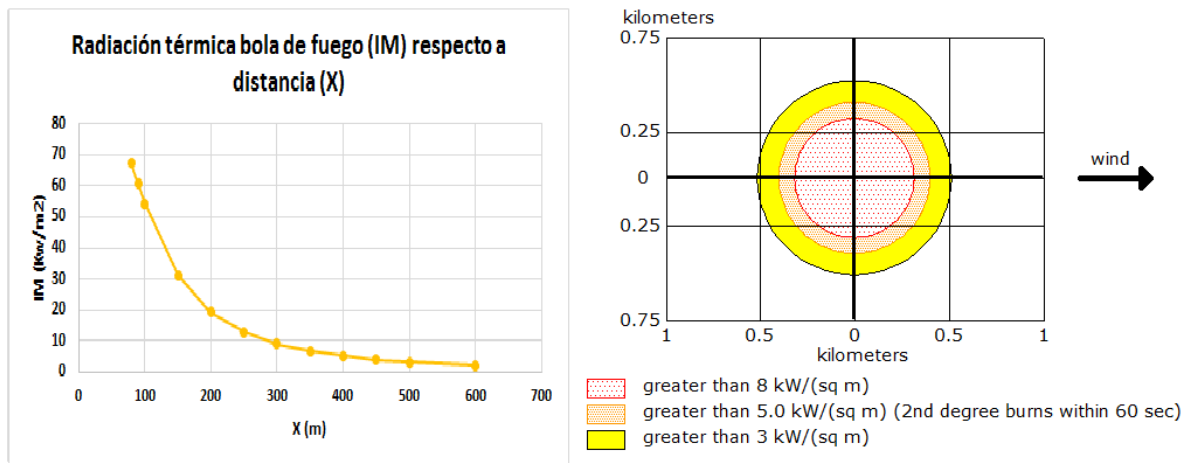 Radiación térmica bola de fuego (IM) respecto a
distancia (X)
80
70
60
50
40
30
20
10
0
IM (Kw/m2)
0 100 200 300 400 500 600 700
X (m)
kilometers
0.75
0.25
0
0.25
0.75
1 0.5 0 0.5 1
kilometers
wind
greater than 8 kW/(sq m)
greater than 5.0 kW/(sq m) (2nd degree burns within 60 sec)
greater than 3 kW/(sq m)